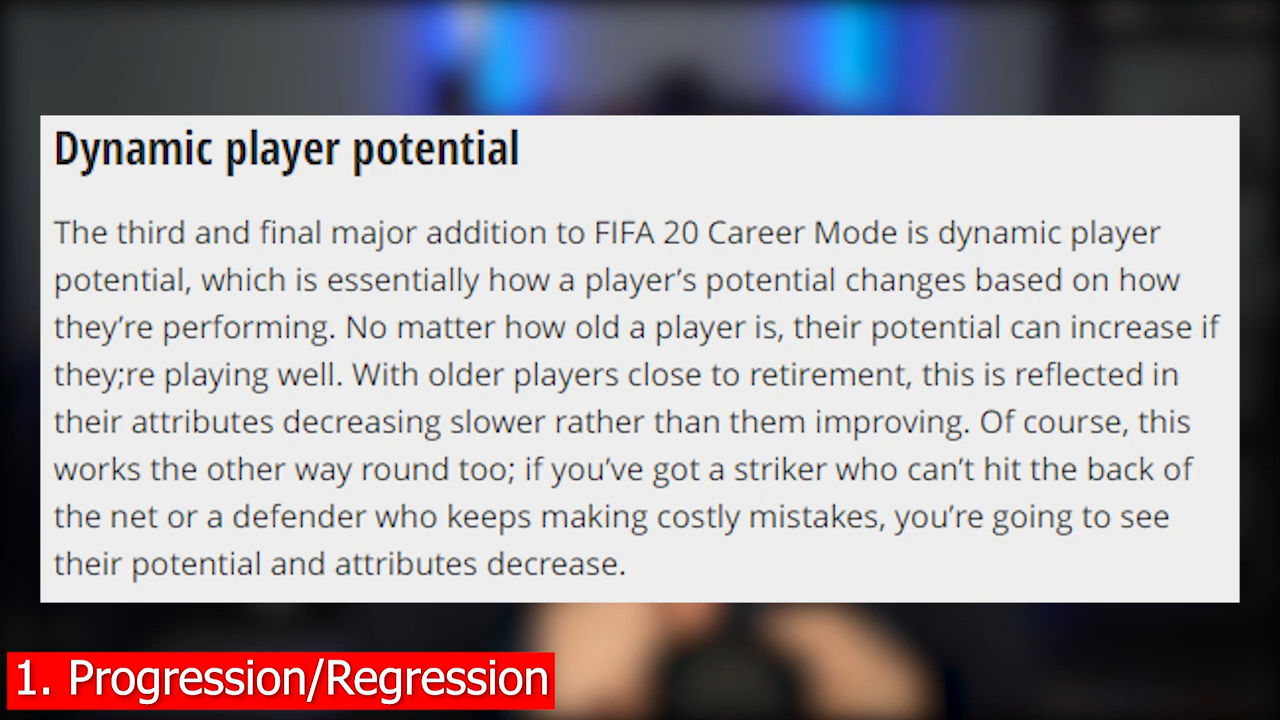 Dynamic player potential
The third and final major addition to FIFA 20 Career Mode is dynamic player
potential, which is essentially how a player’s potential changes based on how
they’re performing. No matter how old a player is, their potential can increase if
they;re playing well. With older players close to retirement, this is reflected in
their attributes decreasing slower rather than them improving. Of course, this
works the other way round too; if you’ve got a striker who can’t hit the back of
the net or a defender who keeps making costly mistakes, you’re going to see
their potential and attributes decrease.
1. Progression/Regression